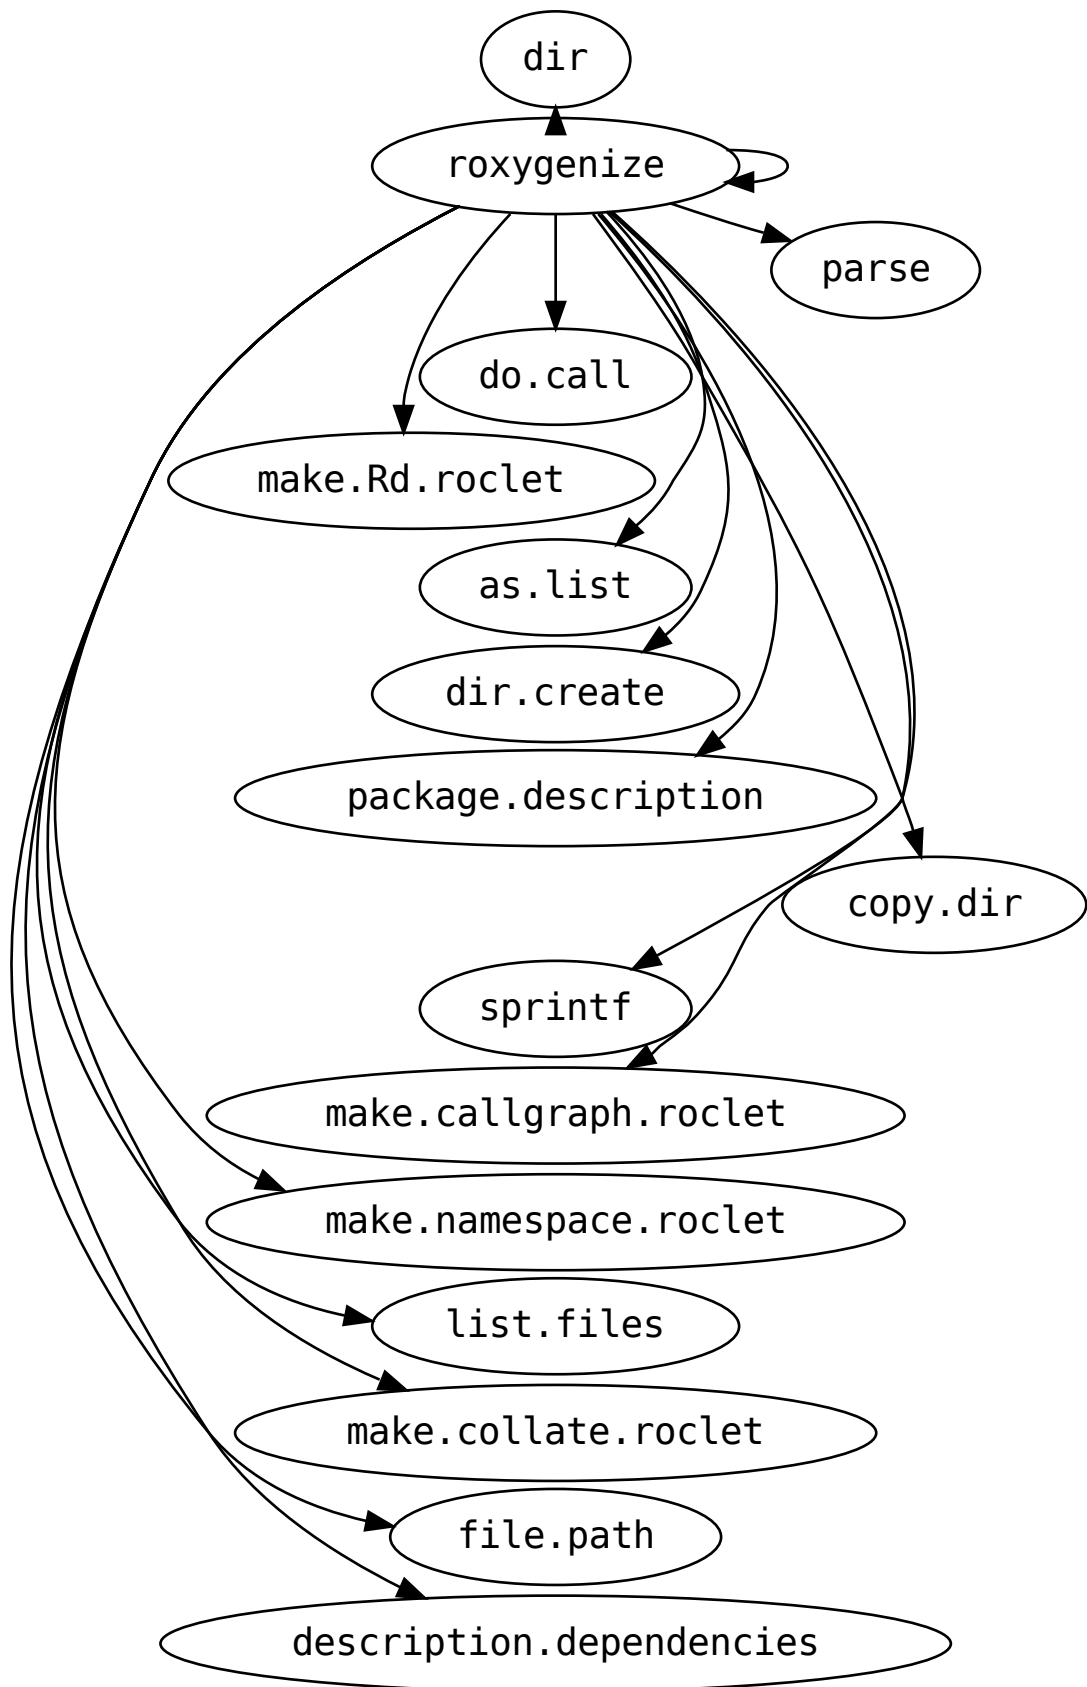 dir
roxygenize
parse
do.call
make.Rd.roclet
as.list
dir.create
package.description
copy.dir
sprintf
make.callgraph.roclet
make.namespace.roclet
list.files
make.collate.roclet
file.path
description.dependencies